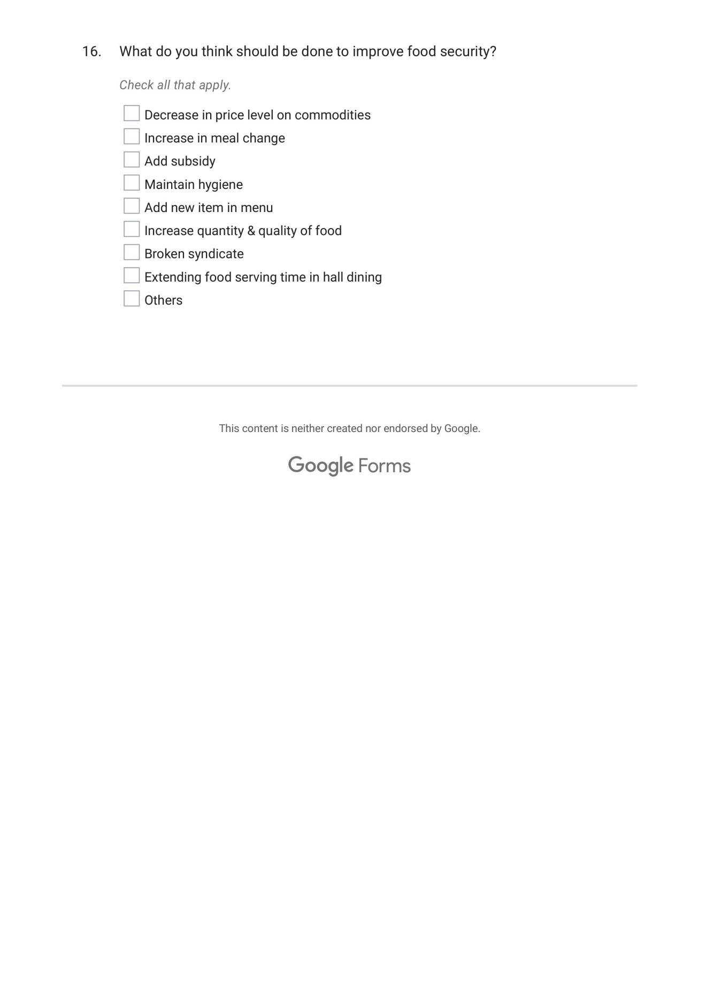 16. What do you think should be done to improve food security?
Check all that apply.
Decrease in price level on commodities
Increase in meal change
Add subsidy
Maintain hygiene
Add new item in menu
Increase quantity & quality of food
Broken syndicate
Extending food serving time in hall dining
Others
This content is neither created nor endorsed by Google.
Google Forms